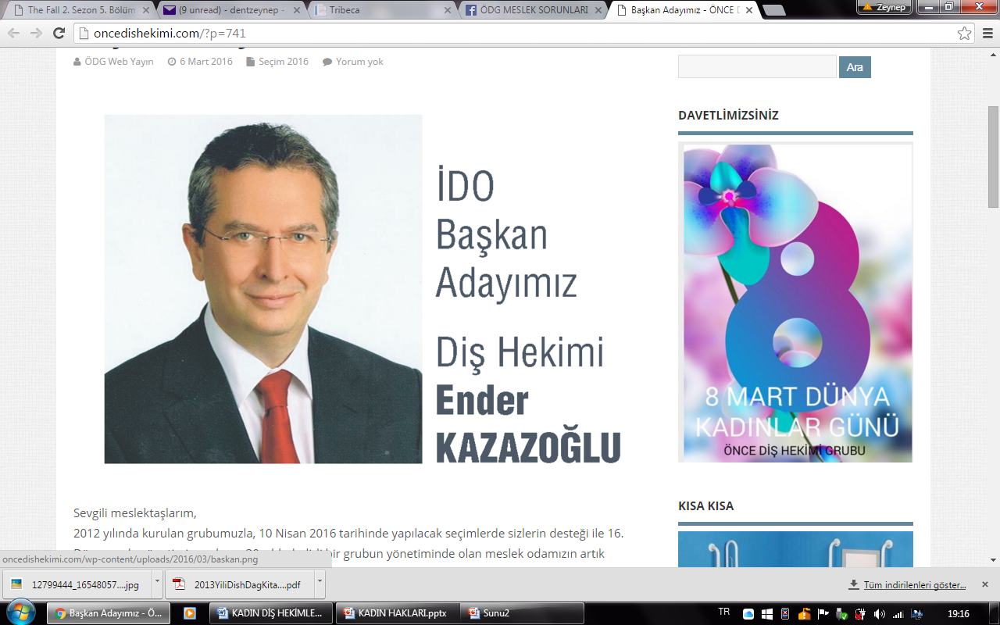 The Fall 2. Sezon 5. Bölüm
(9 unread) - dentzeynep -
Tribeca
ÖDG MESLEK SORUNLARI
Başkan Adayımız - ÖNCE
Zeynep
oncedishekimi.com/?p=741
ÖDG Web Yayın 6 Mart 2016 Seçim 2016 Yorum yok
Ara
İDO
Başkan
Adayımız
Diş Hekimi
Ender
KAZAZOĞLU
DAVETLİMİZSİNİZ
8
8 MART DÜNYA
KADINLAR GÜNÜ
ÖNCE DİŞ HEKİMİ GRUBU
KISA KISA
Sevgili meslektaşlarım,
2012 yılında kurulan grubumuzla, 10 Nisan 2016 tarihinde yapılacak seçimlerde sizlerin desteği ile 16.
bir grubun yönetiminde olan meslek odamızın artık
oncedishekimi.com/wp-content/uploads/2016/03/baskan.png
12799444_16548057....jpg
2013YiliDishDagKita....pdf
Tüm indirilenleri göster...
Başkan Adayımız - Ö...
KADIN DİŞ HEKİMLE...
KADIN HAKLARI.pptx
Sunu2
TR
19:16